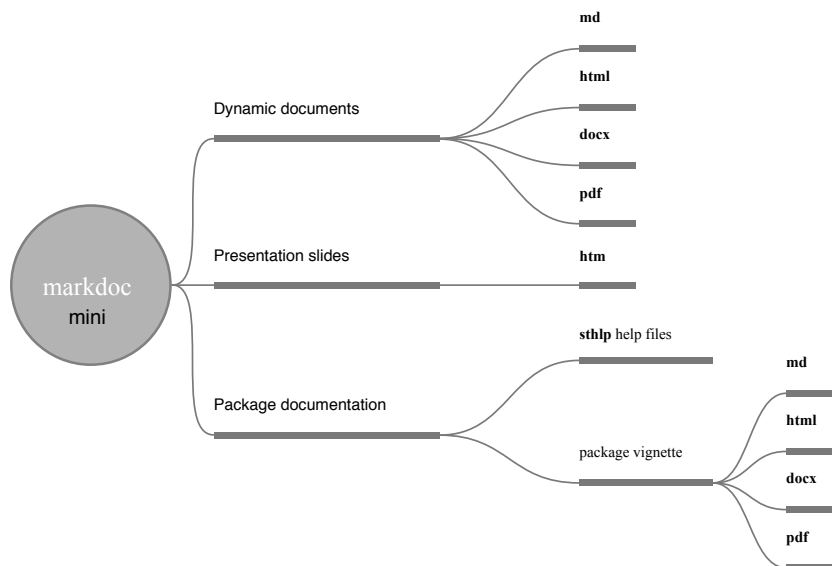 markdoc
mini
Dynamic documents
md
html
docx
pdf
Presentation slides
htm
Package documentation
sthlp help files
package vignette
md
html
docx
pdf